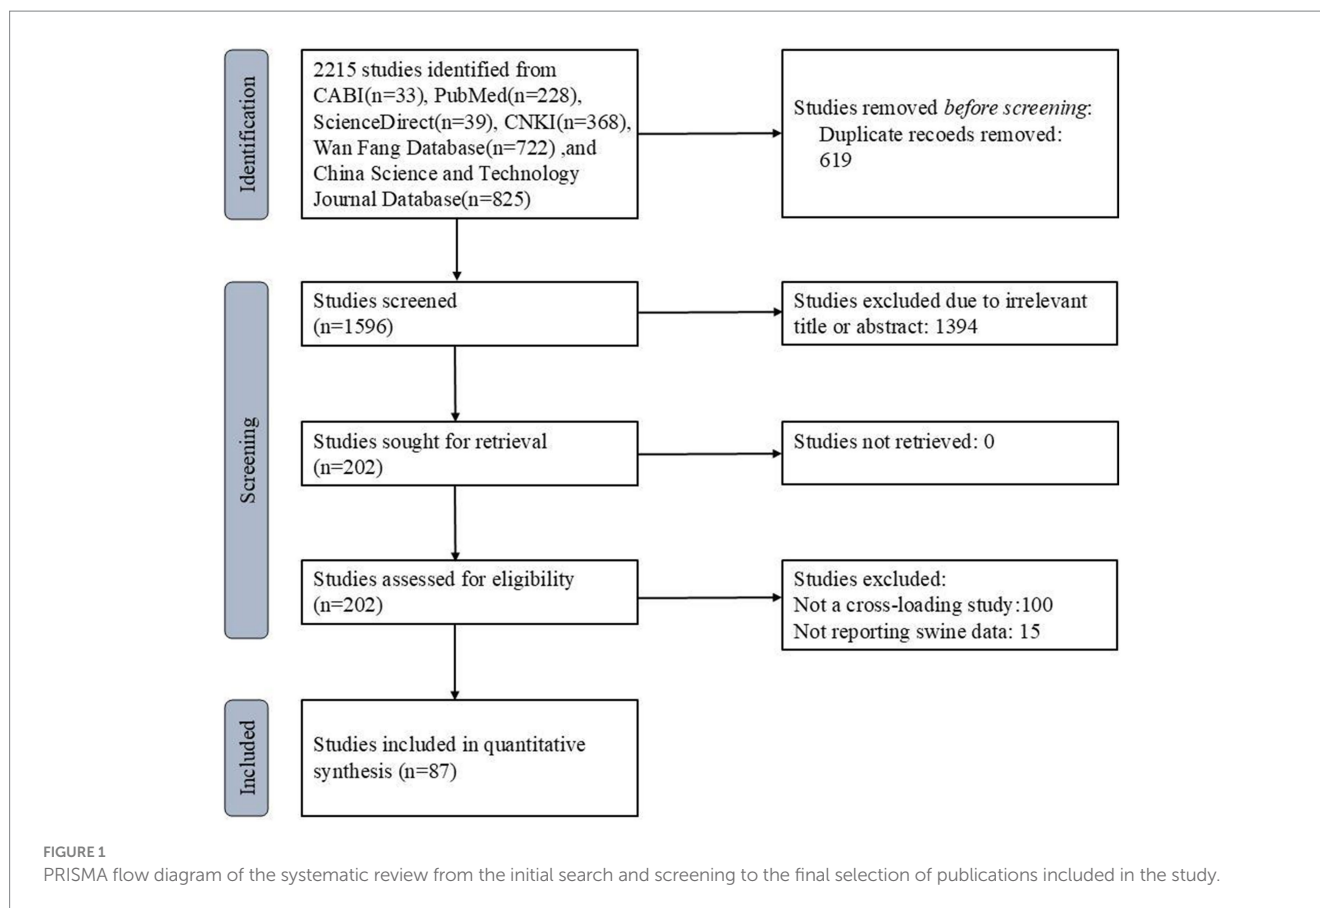 Identification
2215 studies identified from
CABI(n=33), PubMed(n=228),
ScienceDirect(n=39), CNKI(n=368),
Wan Fang Database(n=722) ,and
China Science and Technology
Journal Database(n=825)
Studies removed before screening:
Duplicate recoeds removed:
619
Screening
Studies screened
(n=1596)
Studies excluded due to irrelevant
title or abstract: 1394
Studies sought for retrieval
(n=202)
Studies not retrieved: 0
Studies assessed for eligibility
(n=202)
Studies excluded:
Not a cross-loading study:100
Not reporting swine data: 15
Included
Studies included in quantitative
synthesis (n=87)
FIGURE 1
PRISMA flow diagram of the systematic review from the initial search and screening to the final selection of publications included in the study.